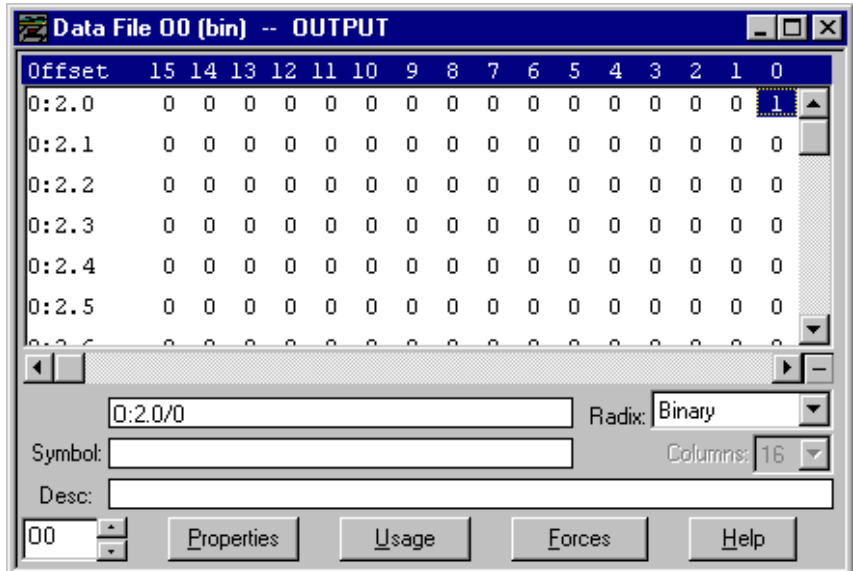 Data File O0 (bin) -- OUTPUT
Offset 15 14 13 12 11 10 9 8 7 6 5 4 3 2 1 0
O:2.0 0 0 0 0 0 0 0 0 0 0 0 0 0 0 0 1
O:2.1 0 0 0 0 0 0 0 0 0 0 0 0 0 0 0 0
O:2.2 0 0 0 0 0 0 0 0 0 0 0 0 0 0 0 0
O:2.3 0 0 0 0 0 0 0 0 0 0 0 0 0 0 0 0
O:2.4 0 0 0 0 0 0 0 0 0 0 0 0 0 0 0 0
O:2.5 0 0 0 0 0 0 0 0 0 0 0 0 0 0 0 0
O:2.0/0 Radix: Binary
Symbol: Columns: 16
Desc:
O0 Properties Usage Forces Help